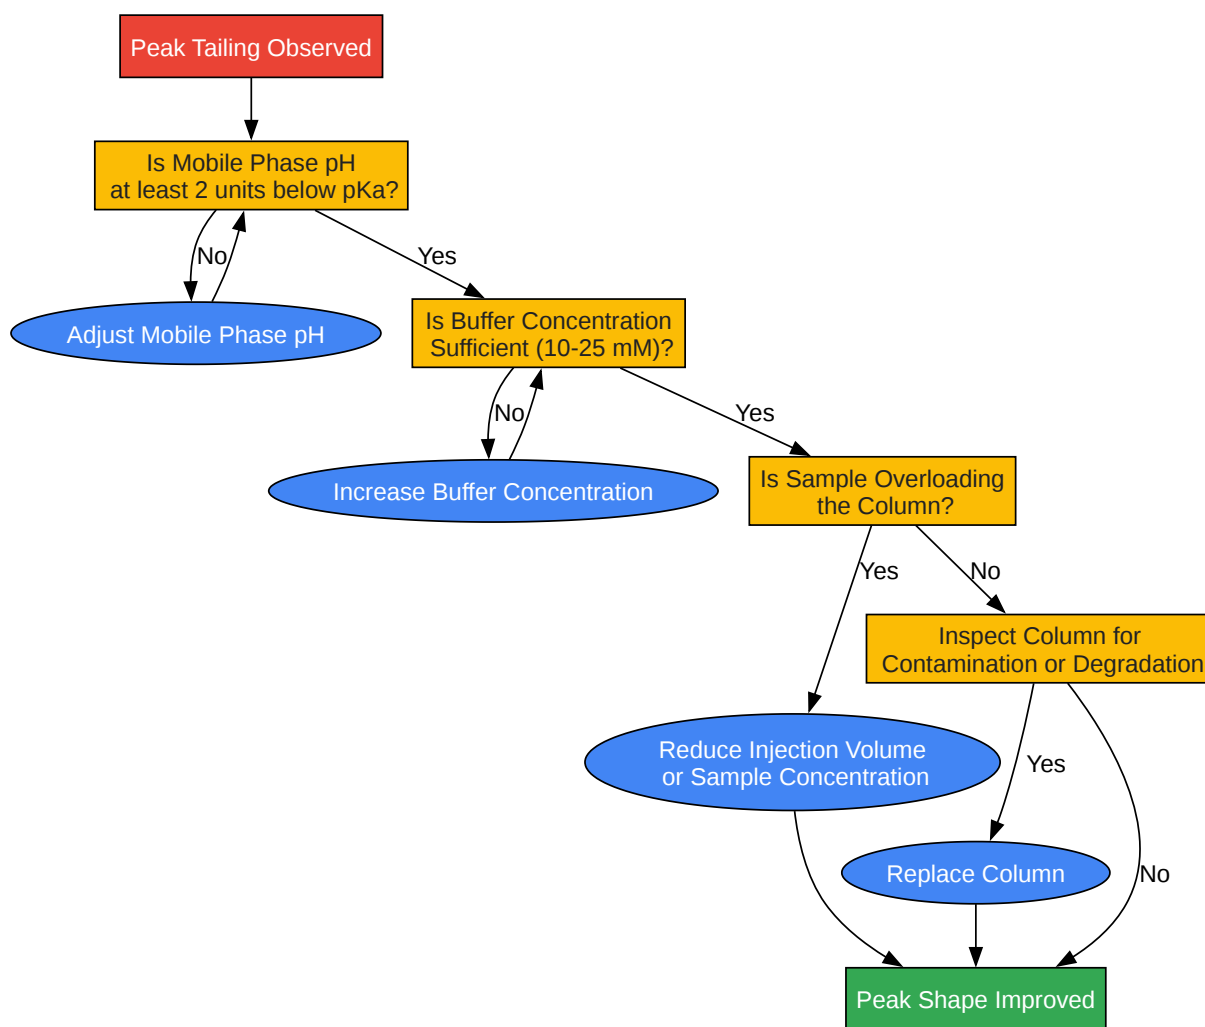 Peak Tailing Observed
Is Mobile Phase pH
at least 2 units below pKa?
No
Yes
Adjust Mobile Phase pH
Is Buffer Concentration
Sufficient (10-25 mM)?
No
Yes
Increase Buffer Concentration
Is Sample Overloading
the Column?
Yes
No
Inspect Column for
Contamination or Degradation
Reduce Injection Volume
or Sample Concentration
Yes
Replace Column
No
Peak Shape Improved